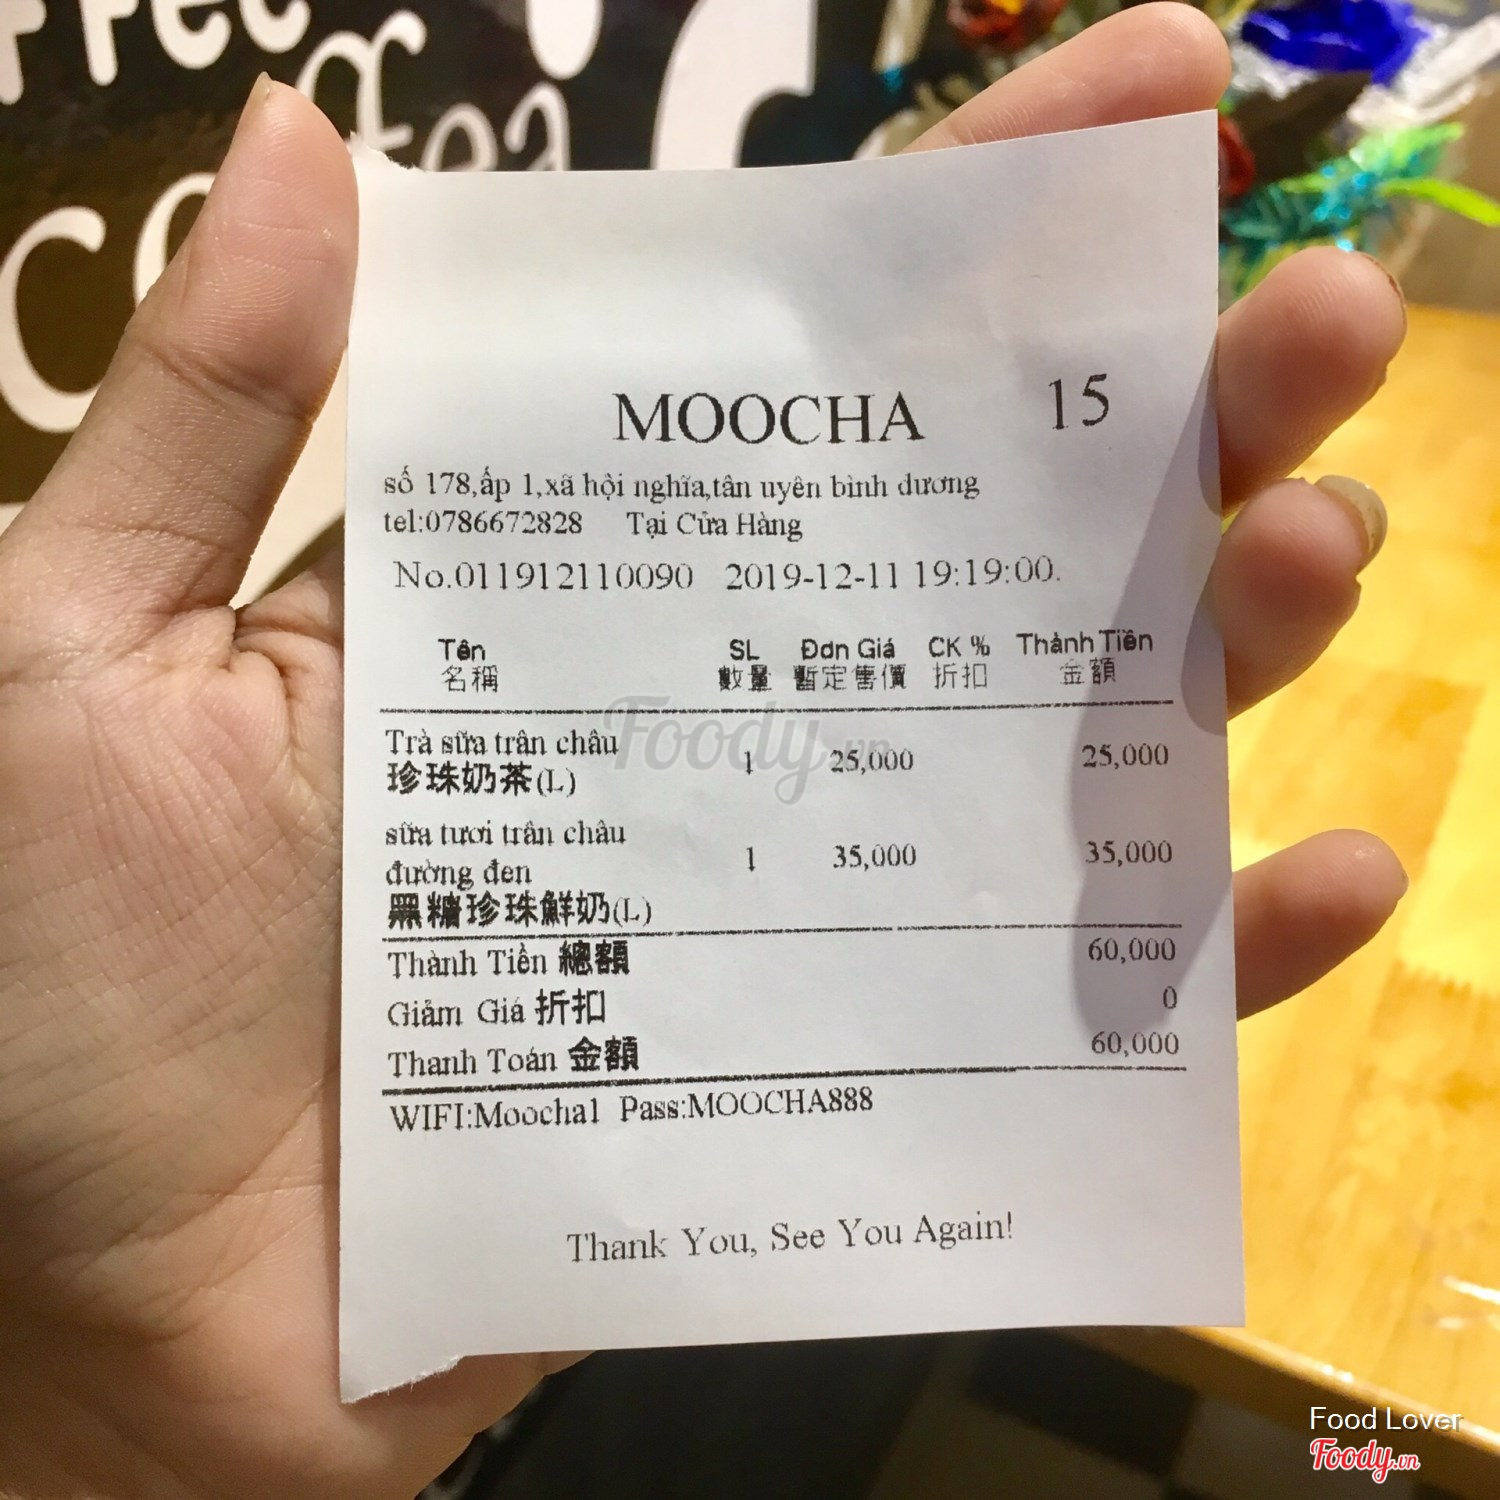 Coffee
tea
MOOCHA 15
số 178,ấp 1,xã hội nghĩa,tân uyên bình dương
tel:0786672828 Tại Cửa Hàng
No.011912110090 2019-12-11 19:19:00.
Tên SL Đơn Giá CK % Thành Tiền
名稱 數量 暫定售價 折扣 金額
Trà sữa trân châu
珍珠奶茶(L) 1 25,000 25,000
sữa tươi trân châu
đường đen 1 35,000 35,000
黑糖珍珠鮮奶(L)
Thành Tiền 總額 60,000
Giảm Giá 折扣 0
Thanh Toán 金額 60,000
WIFI:Moocha1 Pass:MOOCHA888
Thank You, See You Again!
Foody.vn
Food Lover
Foody.vn